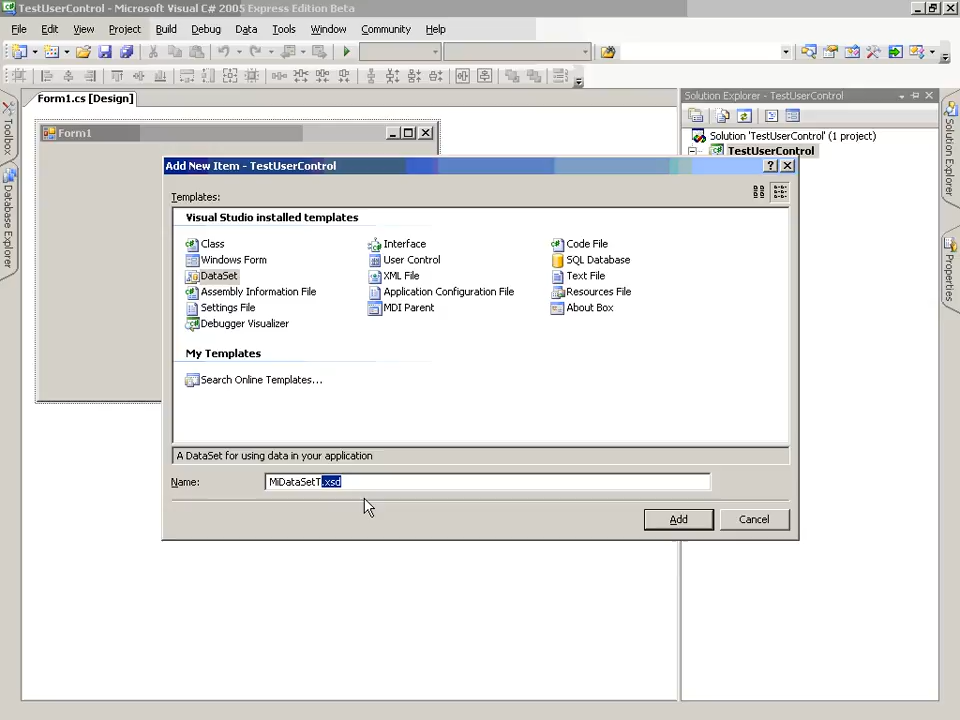 TestUserControl - Microsoft Visual C# 2005 Express Edition Beta
File Edit View Project Build Debug Data Tools Window Community Help
Form1.cs [Design]
Solution Explorer - TestUserControl
Solution 'TestUserControl' (1 project)
TestUserControl
Form1
Toolbox
Database Explorer
Solution Explorer
Properties
Add New Item - TestUserControl
Templates:
Visual Studio installed templates
Class Interface Code File
Windows Form User Control SQL Database
DataSet XML File Text File
Assembly Information File Application Configuration File Resources File
Settings File MDI Parent About Box
Debugger Visualizer
My Templates
Search Online Templates...
A DataSet for using data in your application
Name: MiDataSetT.xsd
Add Cancel